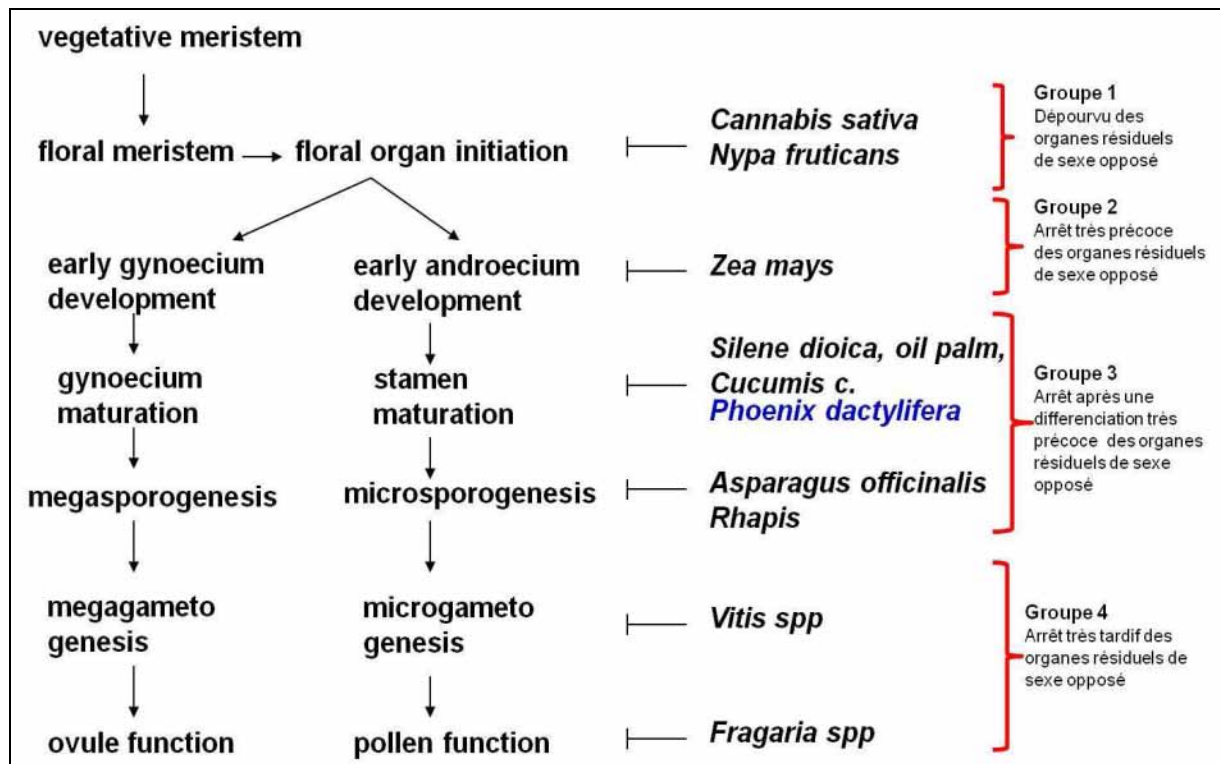 vegetative meristem
floral meristem
floral organ initiation
Cannabis sativa
Nypa fruticans
Groupe 1
Dépourvu des
organes résiduels
de sexe opposé
early gynoecium
development
early androecium
development
Zea mays
Groupe 2
Arrêt très précoce
des organes résiduels
de sexe opposé
gynoecium
maturation
stamen
maturation
Silene dioica, oil palm,
Cucumis c.
Phoenix dactylifera
megasporogenesis
microsporogenesis
Asparagus officinalis
Rhapis
Groupe 3
Arrêt après une
differenciation très
précoce des organes
résiduels de sexe
opposé
megagameto
genesis
microgameto
genesis
Vitis spp
ovule function
pollen function
Fragaria spp
Groupe 4
Arrêt très tardif des
organes résiduels de
sexe opposé